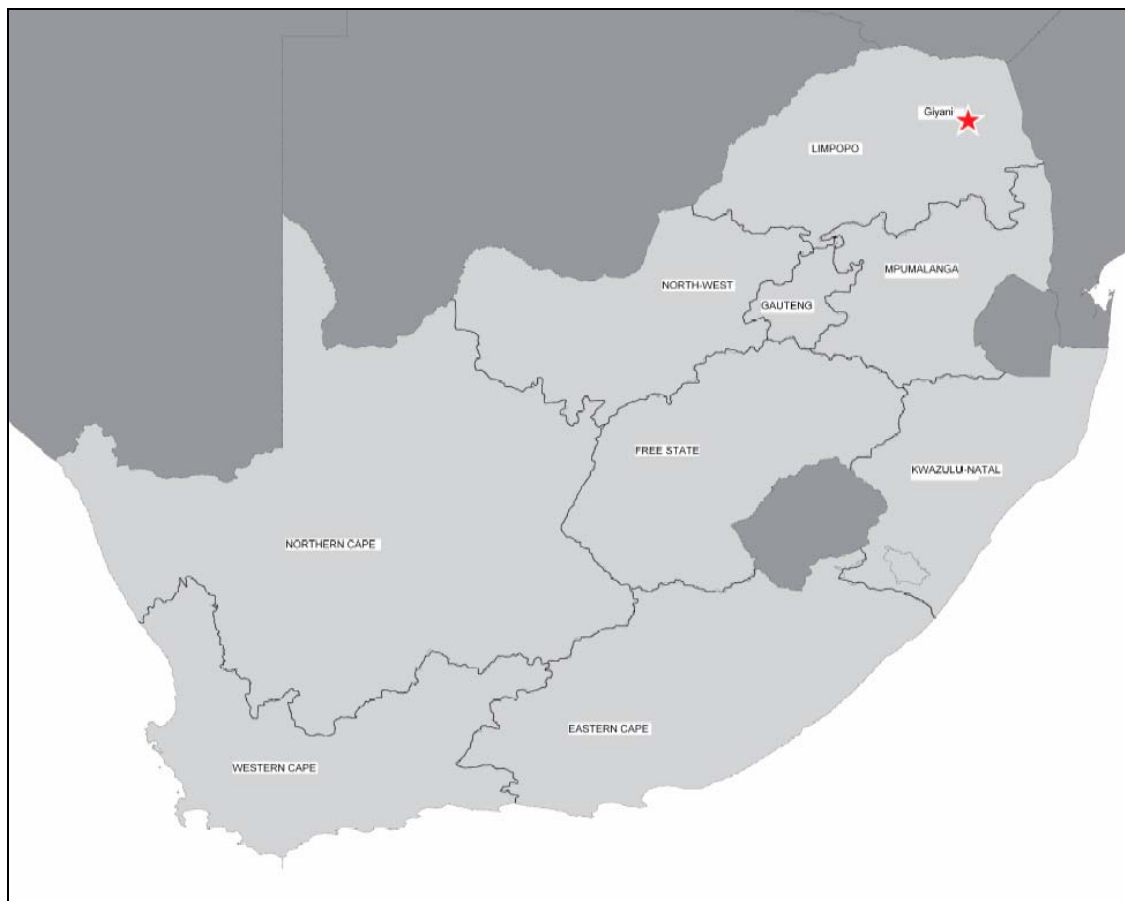 Giyani
LIMPOPO
MPUMALANGA
NORTH-WEST
GAUTENG
FREE STATE
KWAZULU-NATAL
NORTHERN CAPE
EASTERN CAPE
WESTERN CAPE